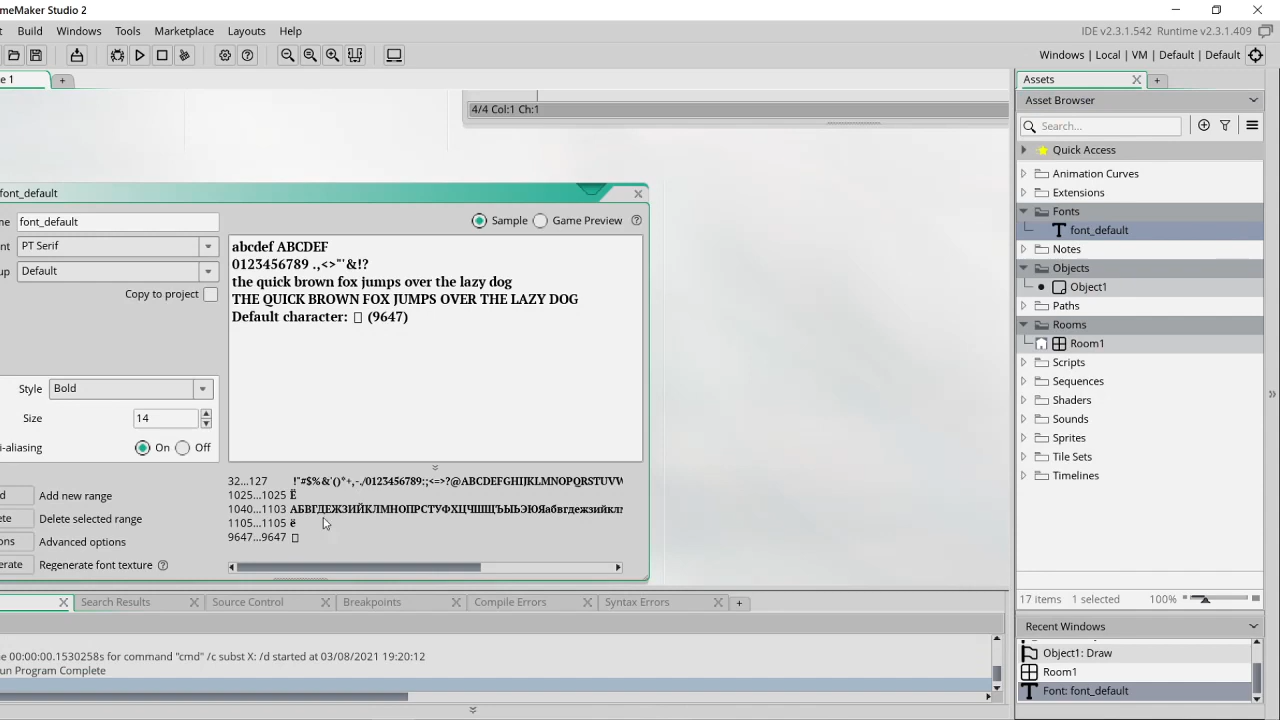 GameMaker Studio 2
Build Windows Tools Marketplace Layouts Help
IDE v2.3.1.542 Runtime v2.3.1.409
Windows | Local | VM | Default | Default
Assets
Asset Browser
4/4 Col:1 Ch:1
Search...
Quick Access
Animation Curves
Extensions
Fonts
font_default
Notes
Objects
Object1
Paths
Rooms
Room1
Scripts
Sequences
Shaders
Sounds
Sprites
Tile Sets
Timelines
17 items 1 selected 100%
Recent Windows
Object1: Draw
Room1
Font: font_default
font_default
font_default
Sample Game Preview
PT Serif
Default
Copy to project
abcdef ABCDEF
0123456789 .,<>"'&!?
the quick brown fox jumps over the lazy dog
THE QUICK BROWN FOX JUMPS OVER THE LAZY DOG
Default character: ▯ (9647)
Style Bold
Size 14
i-aliasing On Off
32...127 !"#$%&'()*+,-./0123456789:;<=>?@ABCDEFGHIJKLMNOPQRSTUVW
1025...1025 Ё
1040...1103 АБВГДЕЖЗИЙКЛМНОПРСТУФХЦЧШЩЪЫЬЭЮЯабвгдежзийкл
1105...1105 ё
9647...9647 ▯
Add new range
Delete selected range
Advanced options
Regenerate font texture
Search Results Source Control Breakpoints Compile Errors Syntax Errors
00:00:00.1530258s for command "cmd" /c subst X: /d started at 03/08/2021 19:20:12
Program Complete